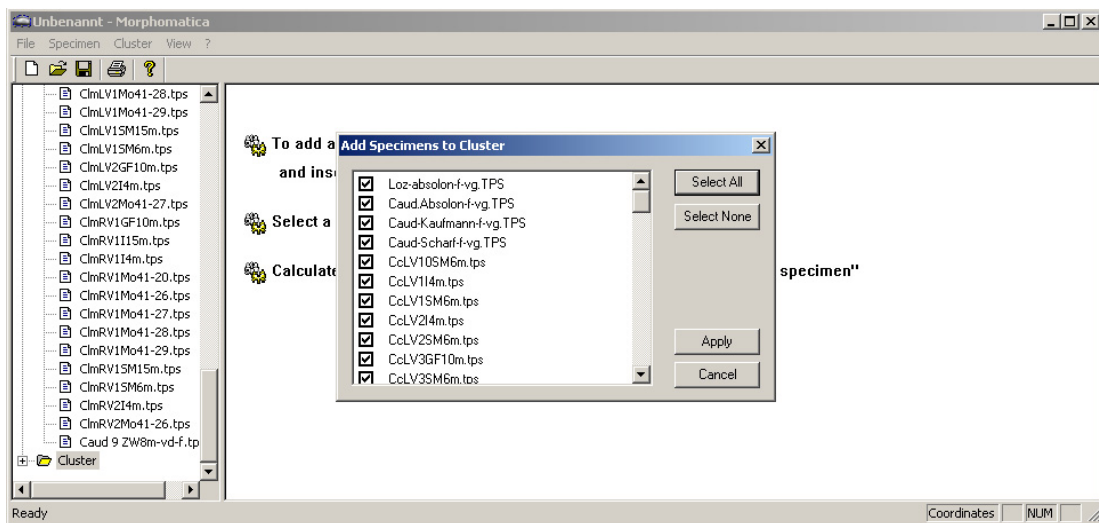 Unbenannt - Morphomatica
File Specimen Cluster View ?
ClmLV1Mo41-28.tps
ClmLV1Mo41-29.tps
ClmLV1SM15m.tps
ClmLV1SM6m.tps
ClmLV2GF10m.tps
ClmLV2I4m.tps
ClmLV2Mo41-27.tps
ClmRV1GF10m.tps
ClmRV1I15m.tps
ClmRV1I4m.tps
ClmRV1Mo41-20.tps
ClmRV1Mo41-26.tps
ClmRV1Mo41-27.tps
ClmRV1Mo41-28.tps
ClmRV1Mo41-29.tps
ClmRV1SM15m.tps
ClmRV1SM6m.tps
ClmRV2I4m.tps
ClmRV2Mo41-26.tps
Caud 9 ZW8m-vd-f.tp
Cluster
To add a
and inse
Select a
Calculate
specimen"
Add Specimens to Cluster
Loz-absolon-f-vg.TPS
Caud.Absolon-f-vg.TPS
Caud-Kaufmann-f-vg.TPS
Caud-Scharf-f-vg.TPS
CcLV10SM6m.tps
CcLV1I4m.tps
CcLV1SM6m.tps
CcLV2I4m.tps
CcLV2SM6m.tps
CcLV3GF10m.tps
CcLV3SM6m.tps
Select All
Select None
Apply
Cancel
Ready
Coordinates NUM